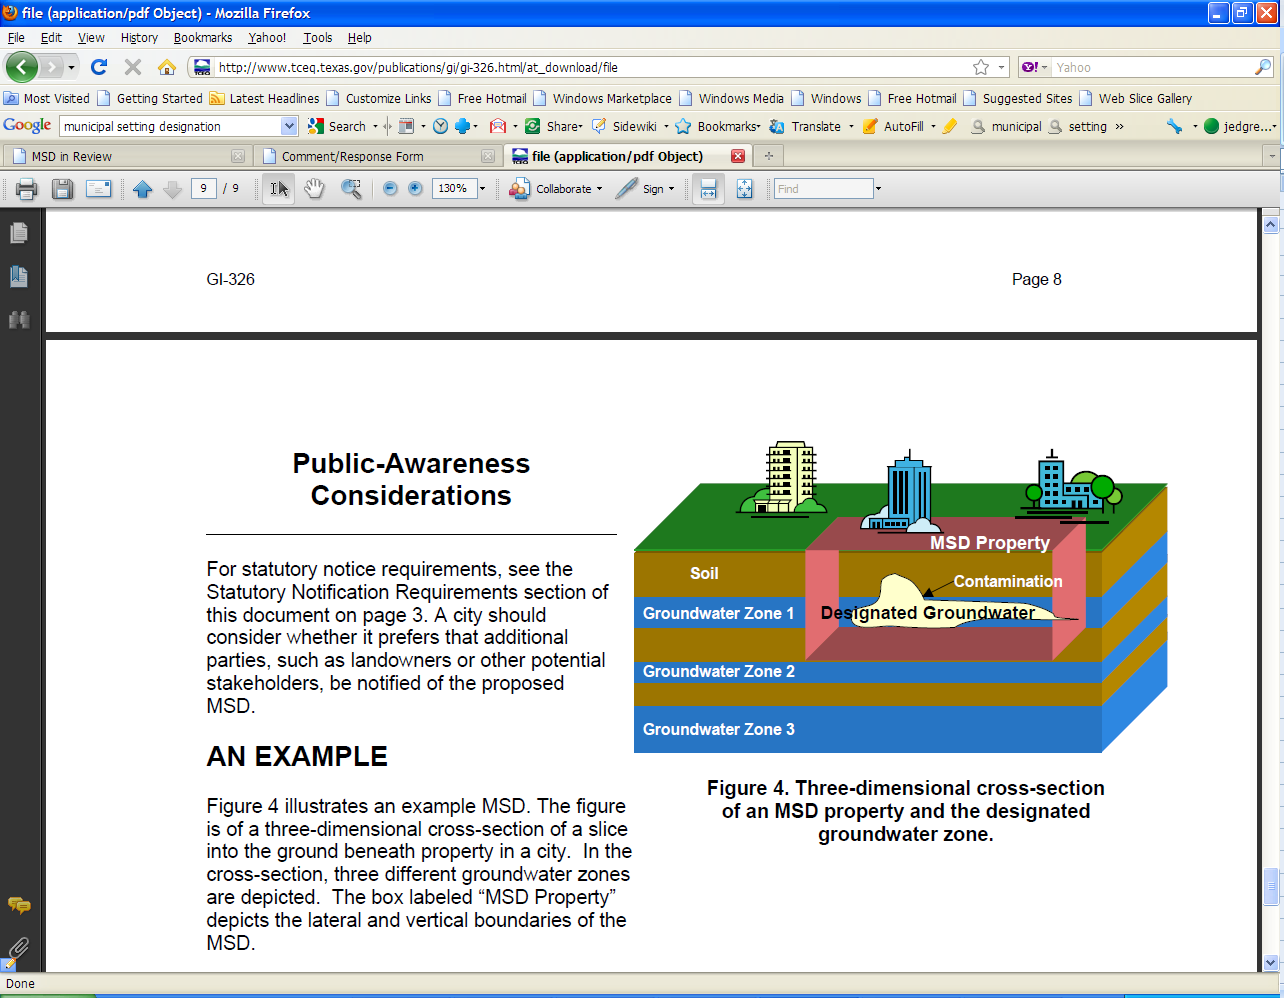 file (application/pdf Object) - Mozilla Firefox
File Edit View History Bookmarks Yahoo! Tools Help
http://www.tceq.texas.gov/publications/gi/gi-326.html/at_download/file
Yahoo
Most Visited Getting Started Latest Headlines Customize Links Free Hotmail Windows Marketplace Windows Media Windows Free Hotmail Suggested Sites Web Slice Gallery
Google municipal setting designation Search Share Sidewiki Bookmarks Translate AutoFill municipal setting » jedgre...
MSD in Review Comment/Response Form file (application/pdf Object)
9 / 9 130% Collaborate Sign Find
GI-326 Page 8
Public-Awareness
Considerations
For statutory notice requirements, see the
Statutory Notification Requirements section of
this document on page 3. A city should
consider whether it prefers that additional
parties, such as landowners or other potential
stakeholders, be notified of the proposed
MSD.
AN EXAMPLE
Figure 4 illustrates an example MSD. The figure
is of a three-dimensional cross-section of a slice
into the ground beneath property in a city. In the
cross-section, three different groundwater zones
are depicted. The box labeled “MSD Property”
depicts the lateral and vertical boundaries of the
MSD.
MSD Property
Soil
Contamination
Groundwater Zone 1
Designated Groundwater
Groundwater Zone 2
Groundwater Zone 3
Figure 4. Three-dimensional cross-section
of an MSD property and the designated
groundwater zone.
Done